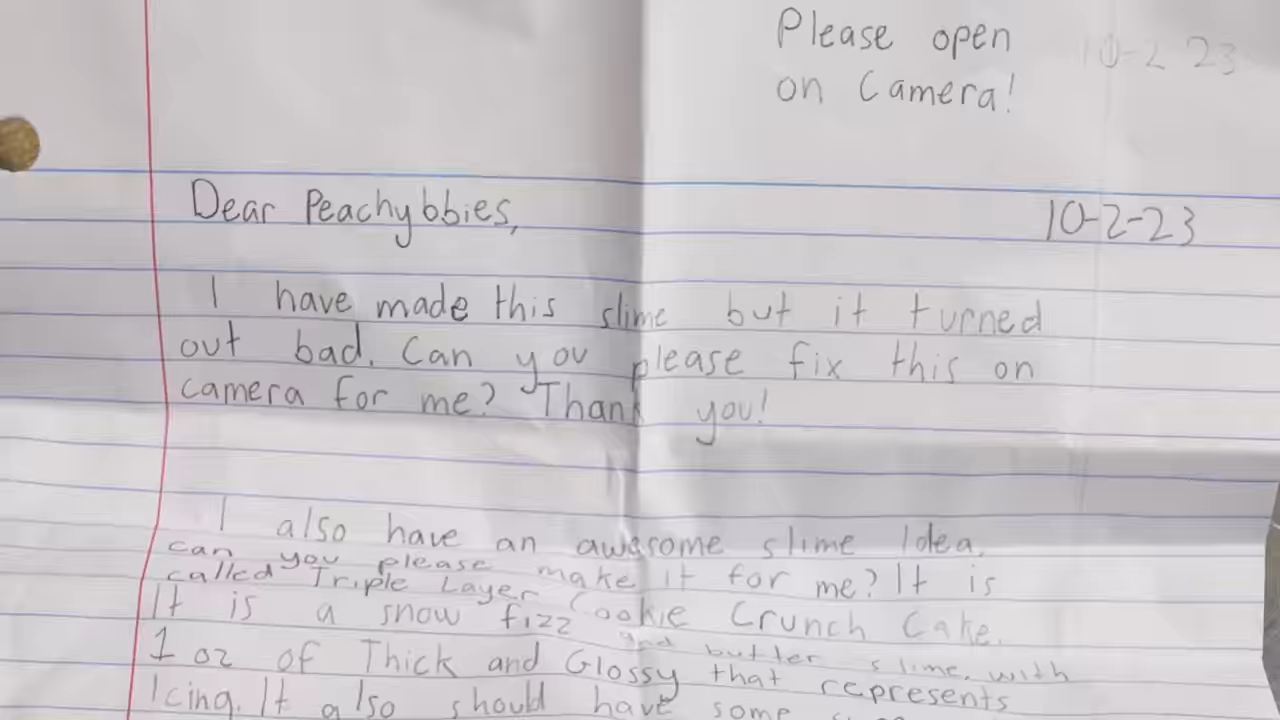 Please open
on Camera!
10-2 23
Dear Peachybbies,
10-2-23
I have made this slime but it turned
out bad. Can you please fix this on
camera for me? Thank you!
I also have an awesome slime Idea.
can you please make it for me? It is
called Triple Layer Cookie Crunch Cake.
It is a snow fizz and butter slime. with
1 oz of Thick and Glossy that represents
Icing. It also should have some